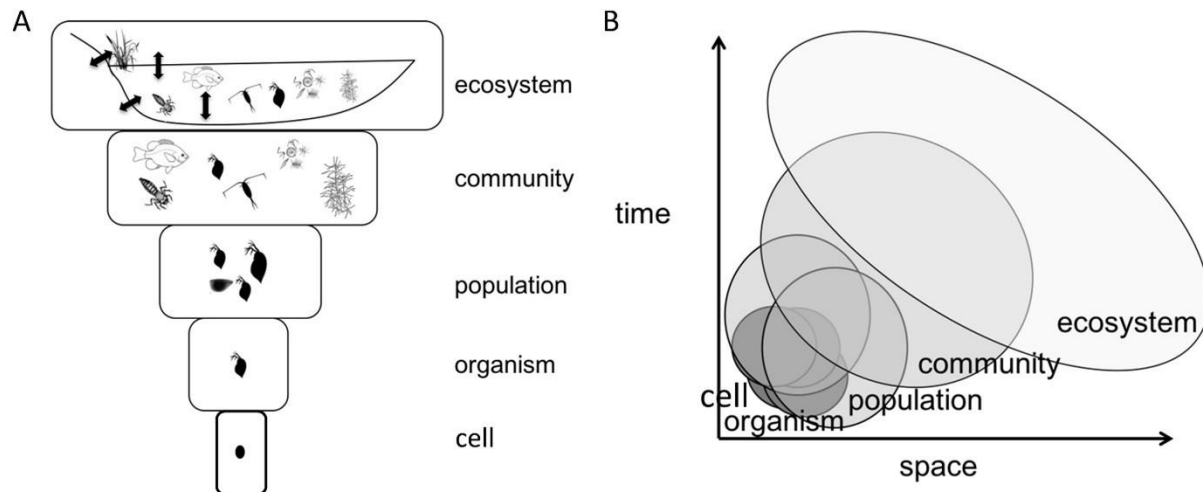 A
ecosystem
community
population
organism
cell
B
time
ecosystem
community
cell
population
organism
space